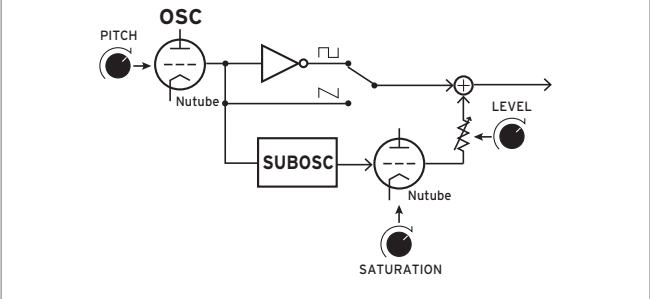 OSC
PITCH
Nutube
LEVEL
SUBOSC
Nutube
SATURATION